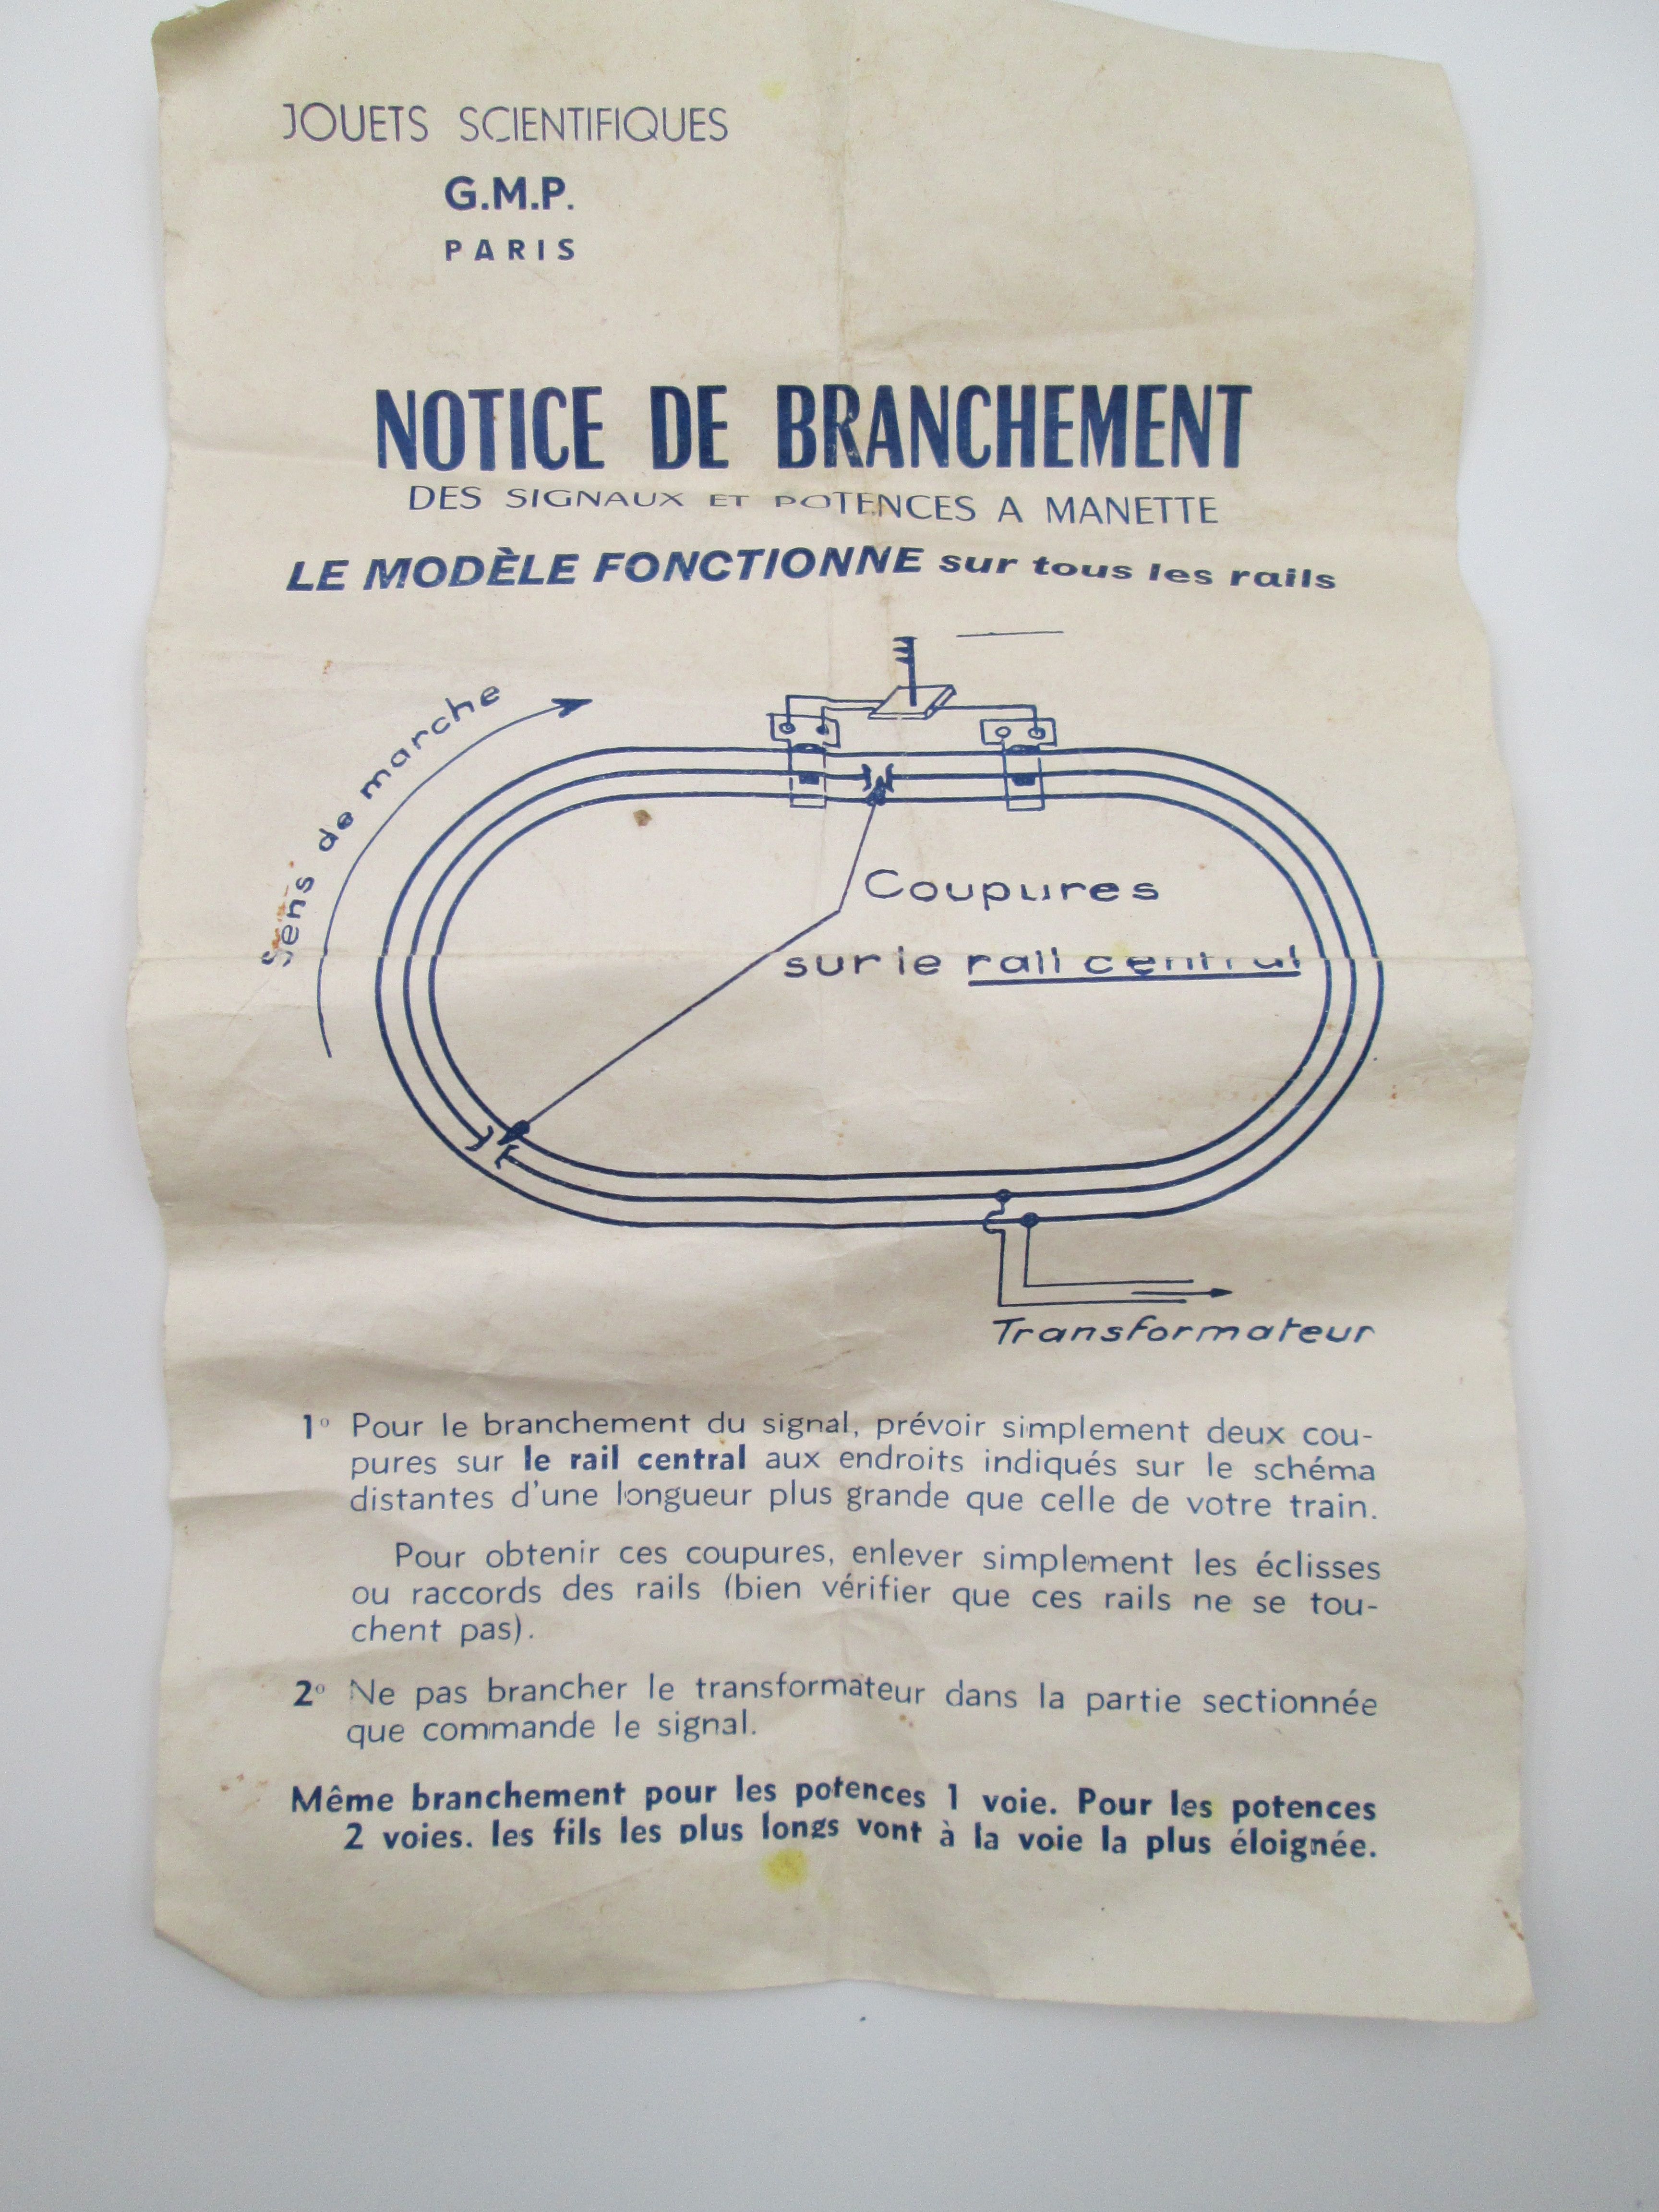 JOUETS SCIENTIFIQUES
G.M.P.
PARIS
NOTICE DE BRANCHEMENT
DES SIGNAUX ET POTENCES A MANETTE
LE MODÈLE FONCTIONNE sur tous les rails
Sens de marche
Coupures
sur le rail central
Transformateur
1° Pour le branchement du signal, prévoir simplement deux cou-
pures sur le rail central aux endroits indiqués sur le schéma
distantes d'une longueur plus grande que celle de votre train.
Pour obtenir ces coupures, enlever simplement les éclisses
ou raccords des rails (bien vérifier que ces rails ne se tou-
chent pas).
2° Ne pas brancher le transformateur dans la partie sectionnée
que commande le signal.
Même branchement pour les potences 1 voie. Pour les potences
2 voies. les fils les plus longs vont à la voie la plus éloignée.